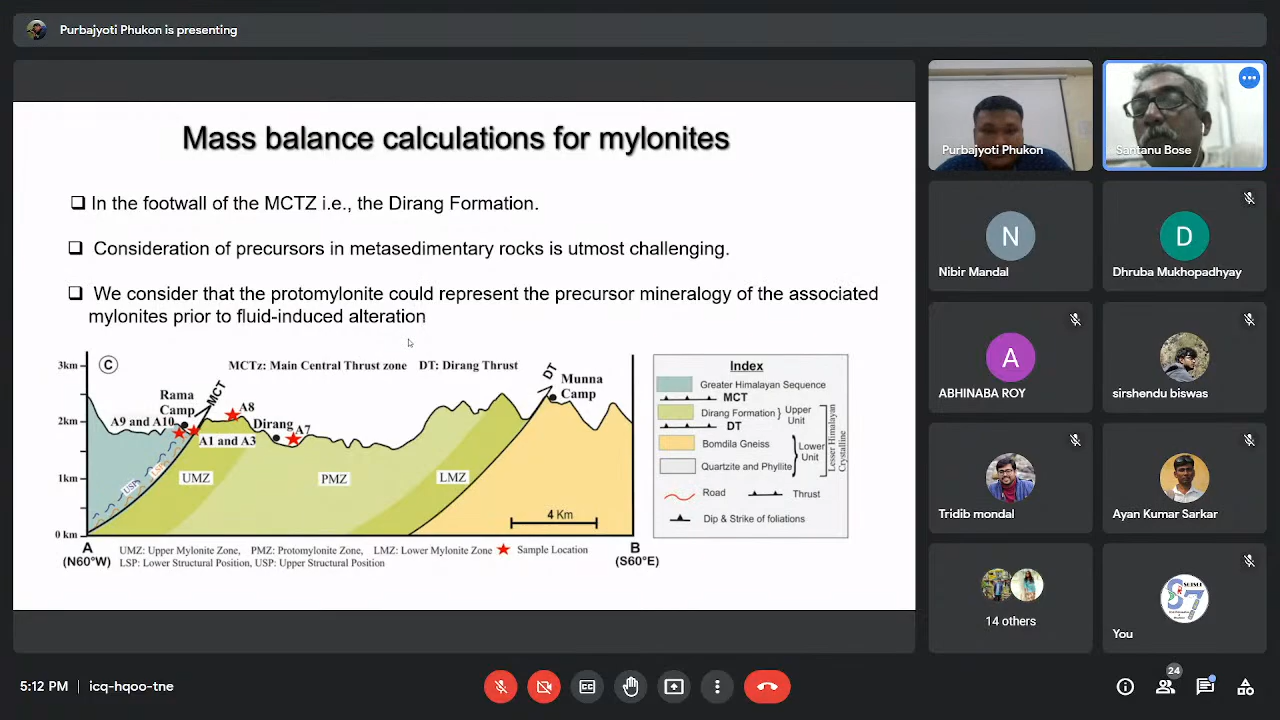 Purbajyoti Phukon is presenting
Mass balance calculations for mylonites
In the footwall of the MCTZ i.e., the Dirang Formation.
Consideration of precursors in metasedimentary rocks is utmost challenging.
We consider that the protomylonite could represent the precursor mineralogy of the associated
mylonites prior to fluid-induced alteration
C
MCTz: Main Central Thrust zone DT: Dirang Thrust
3km
2km
1km
0 km
Rama
Camp
MCT
A8
A9 and A10
A1 and A3
Dirang
A7
DT
Munna
Camp
USP
LSP
UMZ
PMZ
LMZ
4 Km
A
(N60°W)
B
(S60°E)
UMZ: Upper Mylonite Zone, PMZ: Protomylonite Zone, LMZ: Lower Mylonite Zone Sample Location
LSP: Lower Structural Position, USP: Upper Structural Position
Index
Greater Himalayan Sequence
MCT
Dirang Formation } Upper
Unit
DT
Bomdila Gneiss
Lower
Unit
Quartzite and Phyllite
Lesser Himalayan
Crystalline
Road Thrust
Dip & Strike of foliations
Purbajyoti Phukon
Santanu Bose
N
Nibir Mandal
D
Dhruba Mukhopadhyay
A
ABHINABA ROY
sirshendu biswas
Tridib mondal
Ayan Kumar Sarkar
14 others
You
5:12 PM | icq-hqoo-tne
24